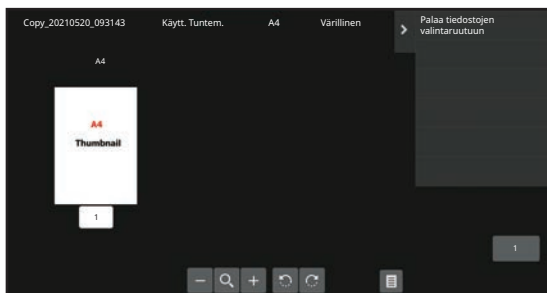 Copy_20210520_093143 Käytt. Tuntem. A4 Värillinen
Palaa tiedostojen
valintaruutuun
A4
A4
Thumbnail
1
1